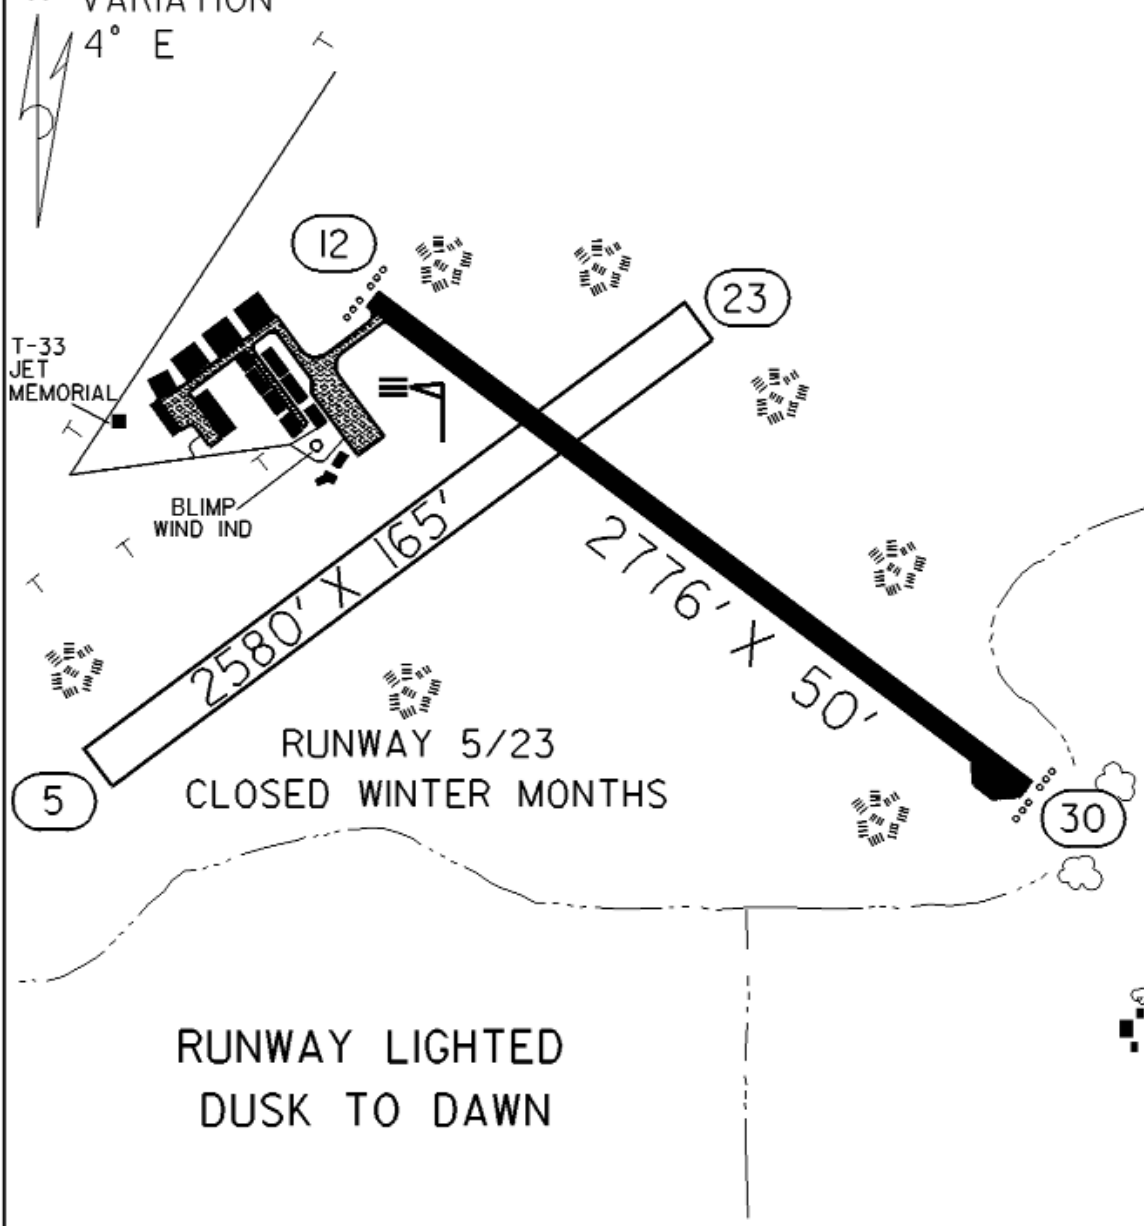 VARIATION
4° E
12
23
T-33
JET
MEMORIAL
BLIMP
WIND IND
2580' X 165'
2776' X 50'
RUNWAY 5/23
CLOSED WINTER MONTHS
5
30
RUNWAY LIGHTED
DUSK TO DAWN